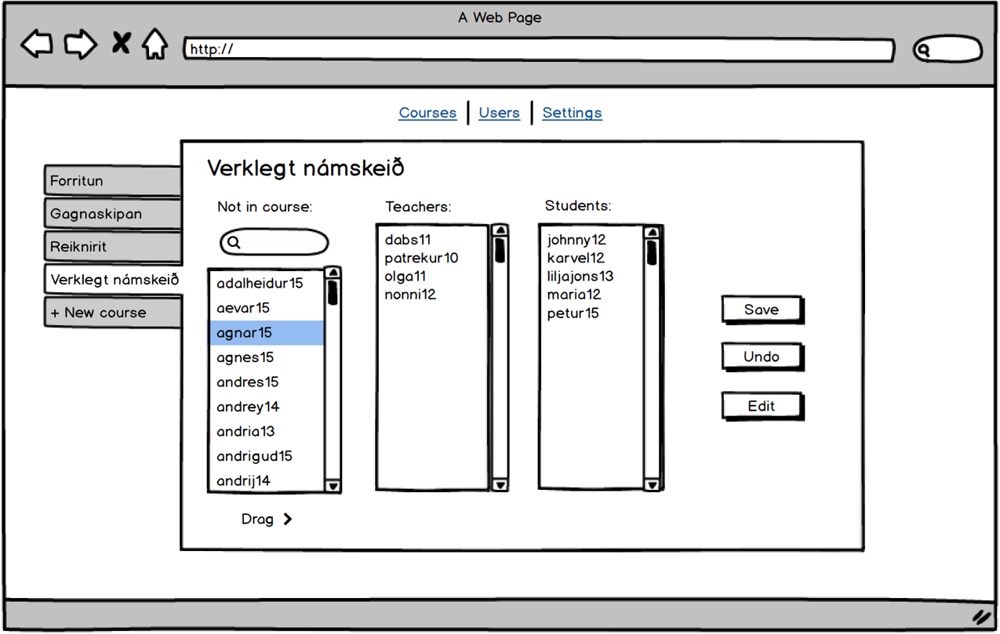 A Web Page
http://
Courses
Users
Settings
Forritun
Gagnaskipan
Reiknirit
Verklegt námskeið
+ New course
Verklegt námskeið
Not in course:
adalheidur15
aevar15
agnar15
agnes15
andres15
andrey14
andria13
andrigud15
andrij14
Drag
Teachers:
dabs11
patrekur10
olga11
nonni12
Students:
johnny12
karvel12
liljajons13
maria12
petur15
Save
Undo
Edit